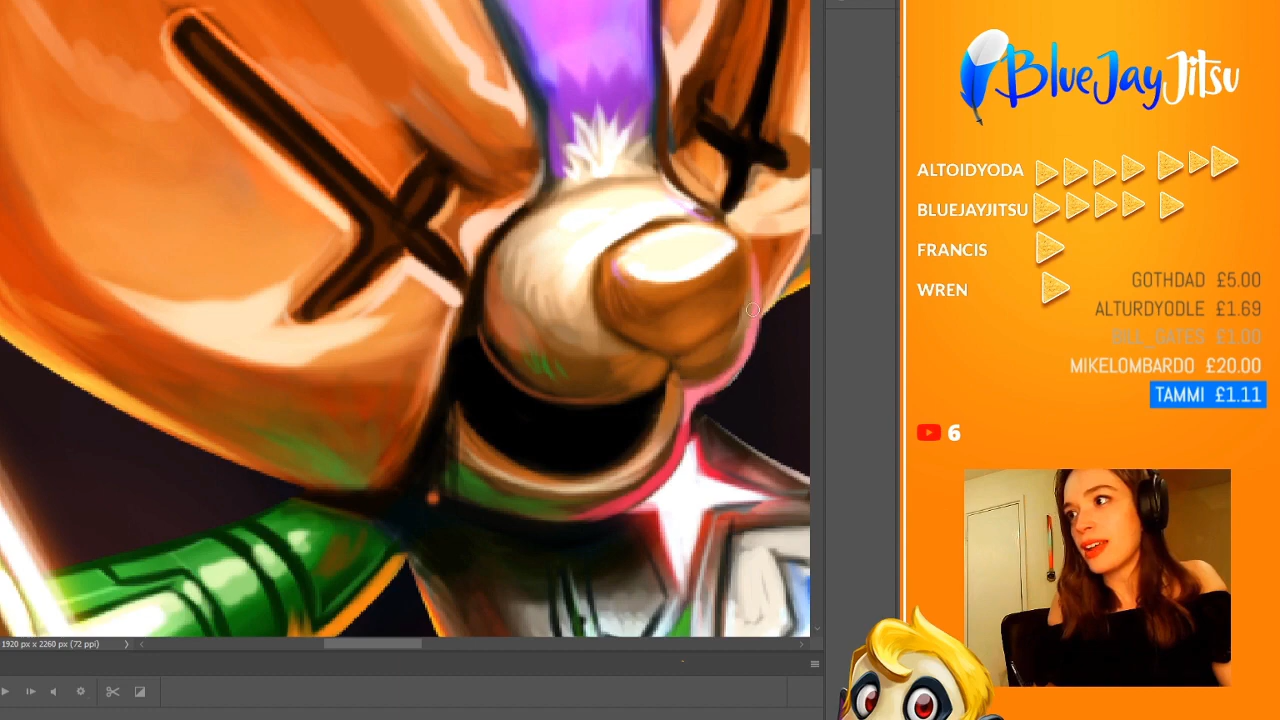 BlueJayJitsu
ALTOIDYODA
BLUEJAYJITSU
FRANCIS
WREN
GOTHDAD £5.00
ALTURDYODLE £1.69
BILL_GATES £1.00
MIKELOMBARDO £20.00
TAMMI £1.11
6
1920 px x 2260 px (72 ppi)